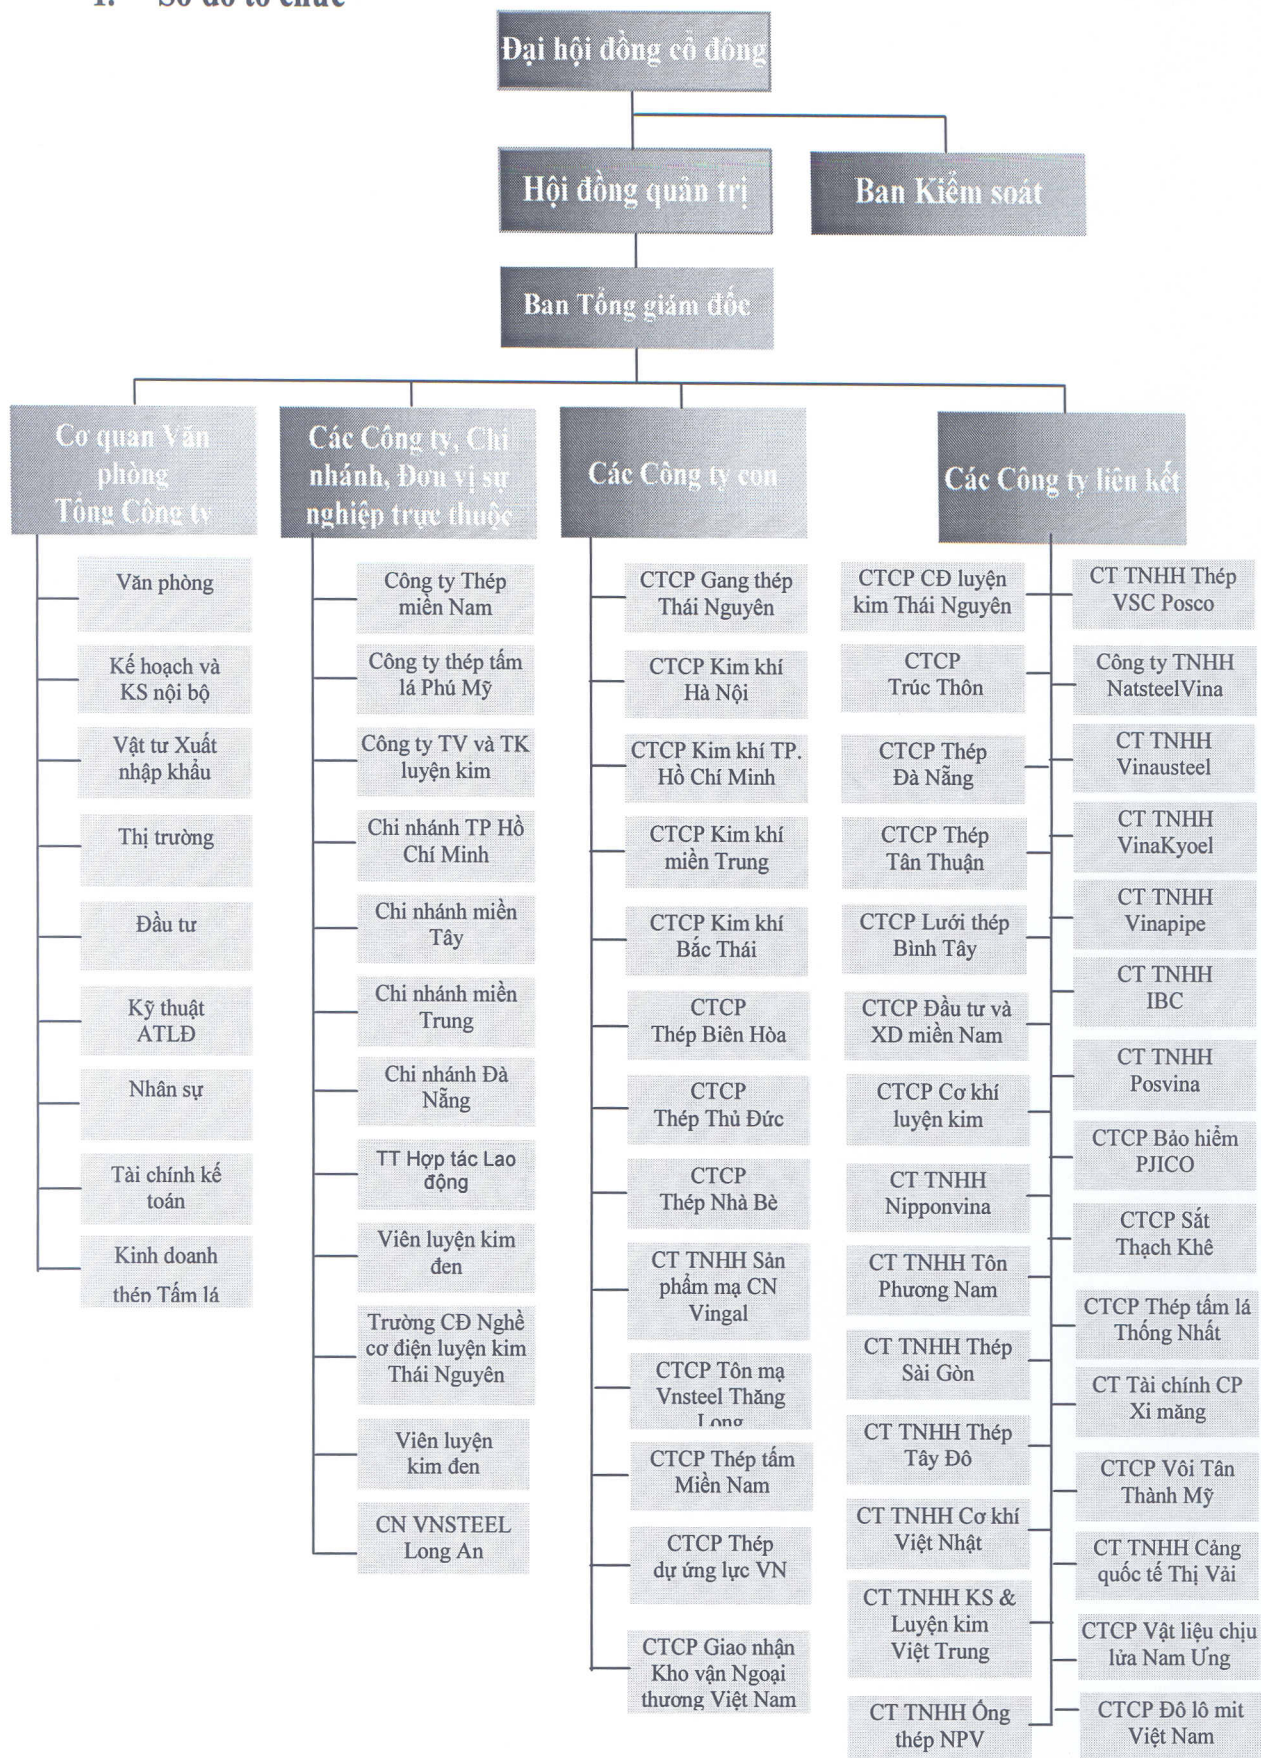 1. Sơ đồ tổ chức
Đại hội đồng cổ đông
Hội đồng quản trị
Ban Kiểm soát
Ban Tổng giám đốc
Cơ quan Văn
phòng
Tổng Công ty
Các Công ty, Chi
nhánh, Đơn vị sự
nghiệp trực thuộc
Các Công ty con
Các Công ty liên kết
Văn phòng
Kế hoạch và
KS nội bộ
Vật tư Xuất
nhập khẩu
Thị trường
Đầu tư
Kỹ thuật
ATLĐ
Nhân sự
Tài chính kế
toán
Kinh doanh
thép Tấm lá
Công ty Thép
miền Nam
Công ty thép tấm
lá Phú Mỹ
Công ty TV và TK
luyện kim
Chi nhánh TP Hồ
Chí Minh
Chi nhánh miền
Tây
Chi nhánh miền
Trung
Chi nhánh Đà
Nẵng
TT Hợp tác Lao
động
Viên luyện kim
đen
Trường CĐ Nghề
cơ điện luyện kim
Thái Nguyên
Viên luyện
kim đen
CN VNSTEEL
Long An
CTCP Gang thép
Thái Nguyên
CTCP Kim khí
Hà Nội
CTCP Kim khí TP.
Hồ Chí Minh
CTCP Kim khí
miền Trung
CTCP Kim khí
Bắc Thái
CTCP
Thép Biên Hòa
CTCP
Thép Thủ Đức
CTCP
Thép Nhà Bè
CT TNHH Sản
phẩm mạ CN
Vingal
CTCP Tôn mạ
Vnsteel Thăng
Long
CTCP Thép tấm
Miền Nam
CTCP Thép
dự ứng lực VN
CTCP Giao nhận
Kho vận Ngoại
thương Việt Nam
CTCP CĐ luyện
kim Thái Nguyên
CTCP
Trúc Thôn
CTCP Thép
Đà Nẵng
CTCP Thép
Tân Thuận
CTCP Lưới thép
Bình Tây
CTCP Đầu tư và
XD miền Nam
CTCP Cơ khí
luyện kim
CT TNHH
Nipponvina
CT TNHH Tôn
Phương Nam
CT TNHH Thép
Sài Gòn
CT TNHH Thép
Tây Đô
CT TNHH Cơ khí
Việt Nhật
CT TNHH KS &
Luyện kim
Việt Trung
CT TNHH Ống
thép NPV
CT TNHH Thép
VSC Posco
Công ty TNHH
NatsteelVina
CT TNHH
Vinausteel
CT TNHH
VinaKyoel
CT TNHH
Vinapipe
CT TNHH
IBC
CT TNHH
Posvina
CTCP Bảo hiểm
PJICO
CTCP Sắt
Thạch Khê
CTCP Thép tấm lá
Thống Nhất
CT Tài chính CP
Xi măng
CTCP Vôi Tân
Thành Mỹ
CT TNHH Cảng
quốc tế Thị Vải
CTCP Vật liệu chịu
lửa Nam Ưng
CTCP Đô lô mit
Việt Nam